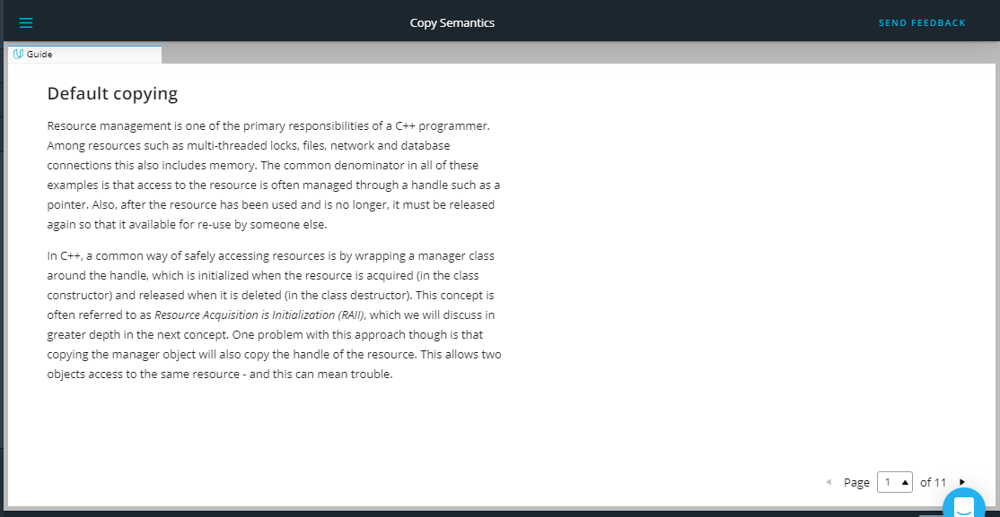 Copy Semantics
SEND FEEDBACK
Guide
Default copying
Resource management is one of the primary responsibilities of a C++ programmer.
Among resources such as multi-threaded locks, files, network and database
connections this also includes memory. The common denominator in all of these
examples is that access to the resource is often managed through a handle such as a
pointer. Also, after the resource has been used and is no longer, it must be released
again so that it available for re-use by someone else.
In C++, a common way of safely accessing resources is by wrapping a manager class
around the handle, which is initialized when the resource is acquired (in the class
constructor) and released when it is deleted (in the class destructor). This concept is
often referred to as Resource Acquisition is Initialization (RAII), which we will discuss in
greater depth in the next concept. One problem with this approach though is that
copying the manager object will also copy the handle of the resource. This allows two
objects access to the same resource - and this can mean trouble.
Page 1 of 11